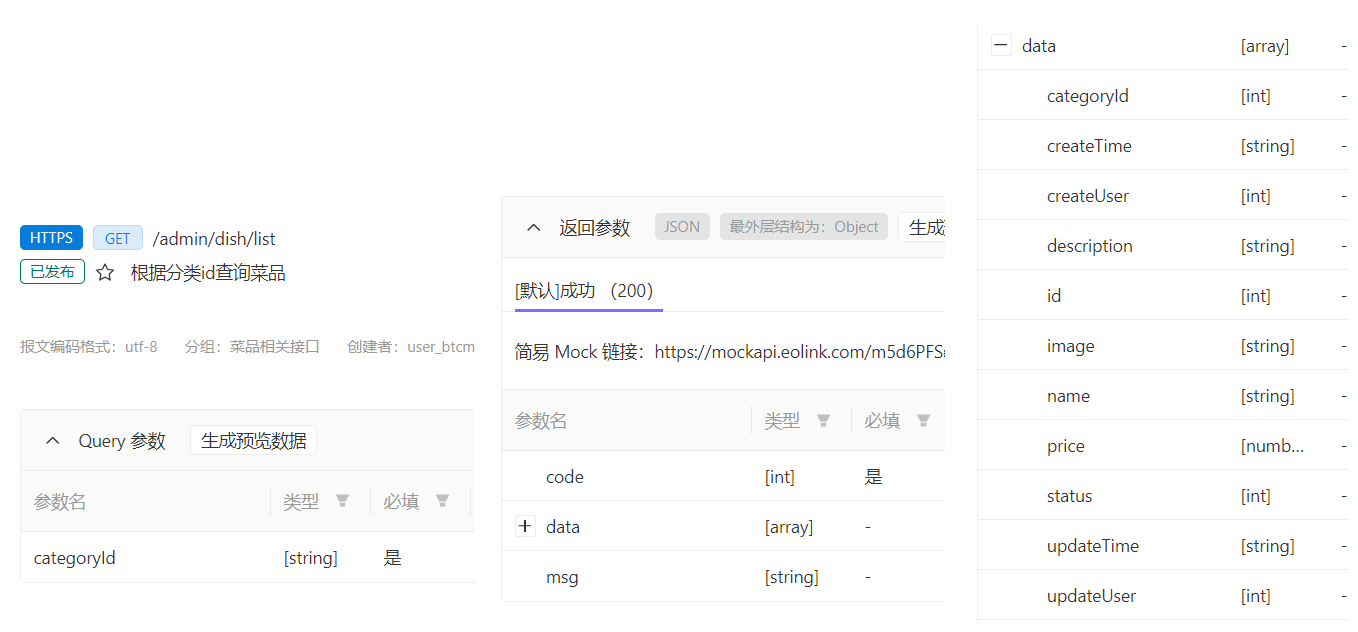 HTTPS GET /admin/dish/list
已发布 根据分类id查询菜品
报文编码格式：utf-8 分组：菜品相关接口 创建者：user_btcm
Query 参数 生成预览数据
参数名 类型 必填
categoryId [string] 是
返回参数 JSON 最外层结构为：Object 生成
[默认]成功 （200）
简易 Mock 链接：https://mockapi.eolink.com/m5d6PFS
参数名 类型 必填
code [int] 是
data [array] -
msg [string] -
data [array] -
categoryId [int] -
createTime [string] -
createUser [int] -
description [string] -
id [int] -
image [string] -
name [string] -
price [numb... -
status [int] -
updateTime [string] -
updateUser [int] -